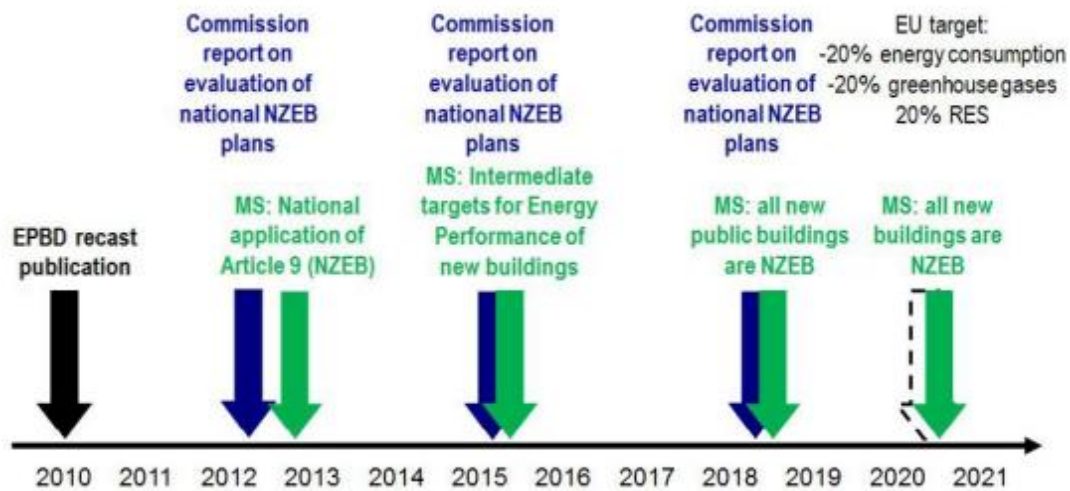 Commission
report on
evaluation of
national NZEB
plans
Commission
report on
evaluation of
national NZEB
plans
Commission
report on
evaluation of
national NZEB
plans
EU target:
-20% energy consumption
-20% greenhouse gases
20% RES
EPBD recast
publication
MS: National
application of
Article 9 (NZEB)
MS: Intermediate
targets for Energy
Performance of
new buildings
MS: all new
public buildings
are NZEB
MS: all new
buildings are
NZEB
2010 2011 2012 2013 2014 2015 2016 2017 2018 2019 2020 2021